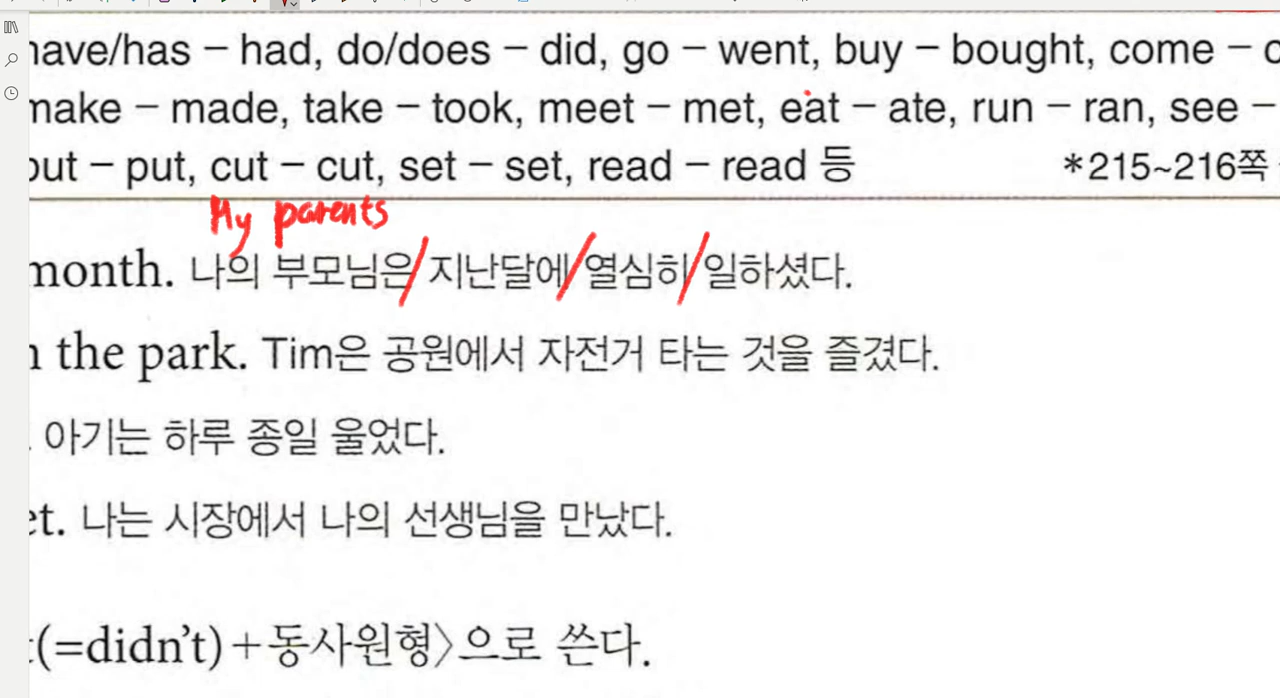 have/has – had, do/does – did, go – went, buy – bought, come –
make – made, take – took, meet – met, eat – ate, run – ran, see –
put – put, cut – cut, set – set, read – read 등 *215~216쪽
My parents
month. 나의 부모님은/지난달에/열심히/일하셨다.
the park. Tim은 공원에서 자전거 타는 것을 즐겼다.
. 아기는 하루 종일 울었다.
et. 나는 시장에서 나의 선생님을 만났다.
(=didn't)+동사원형〉으로 쓴다.